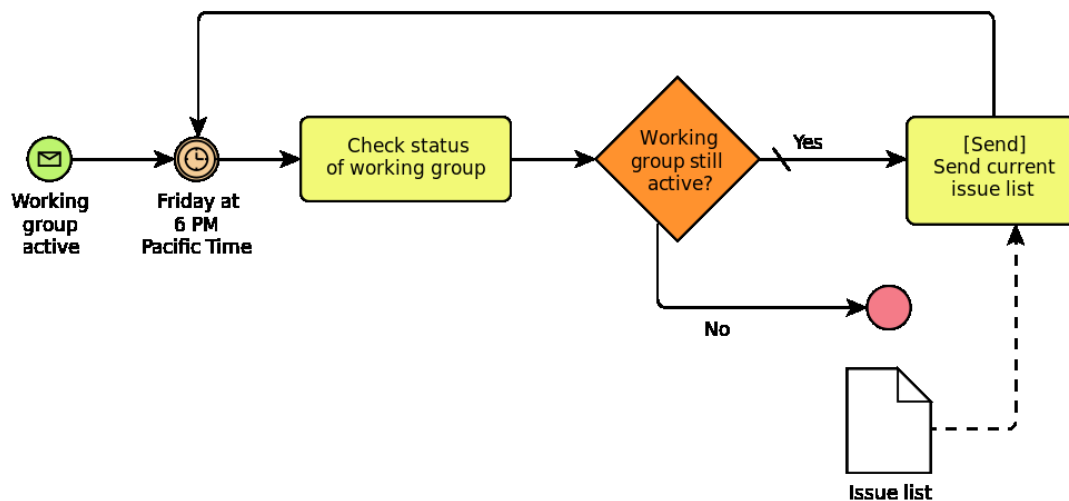 Working
group
active
Friday at
6 PM
Pacific Time
Check status
of working group
Working
group still
active?
Yes
[Send]
Send current
issue list
No
Issue list